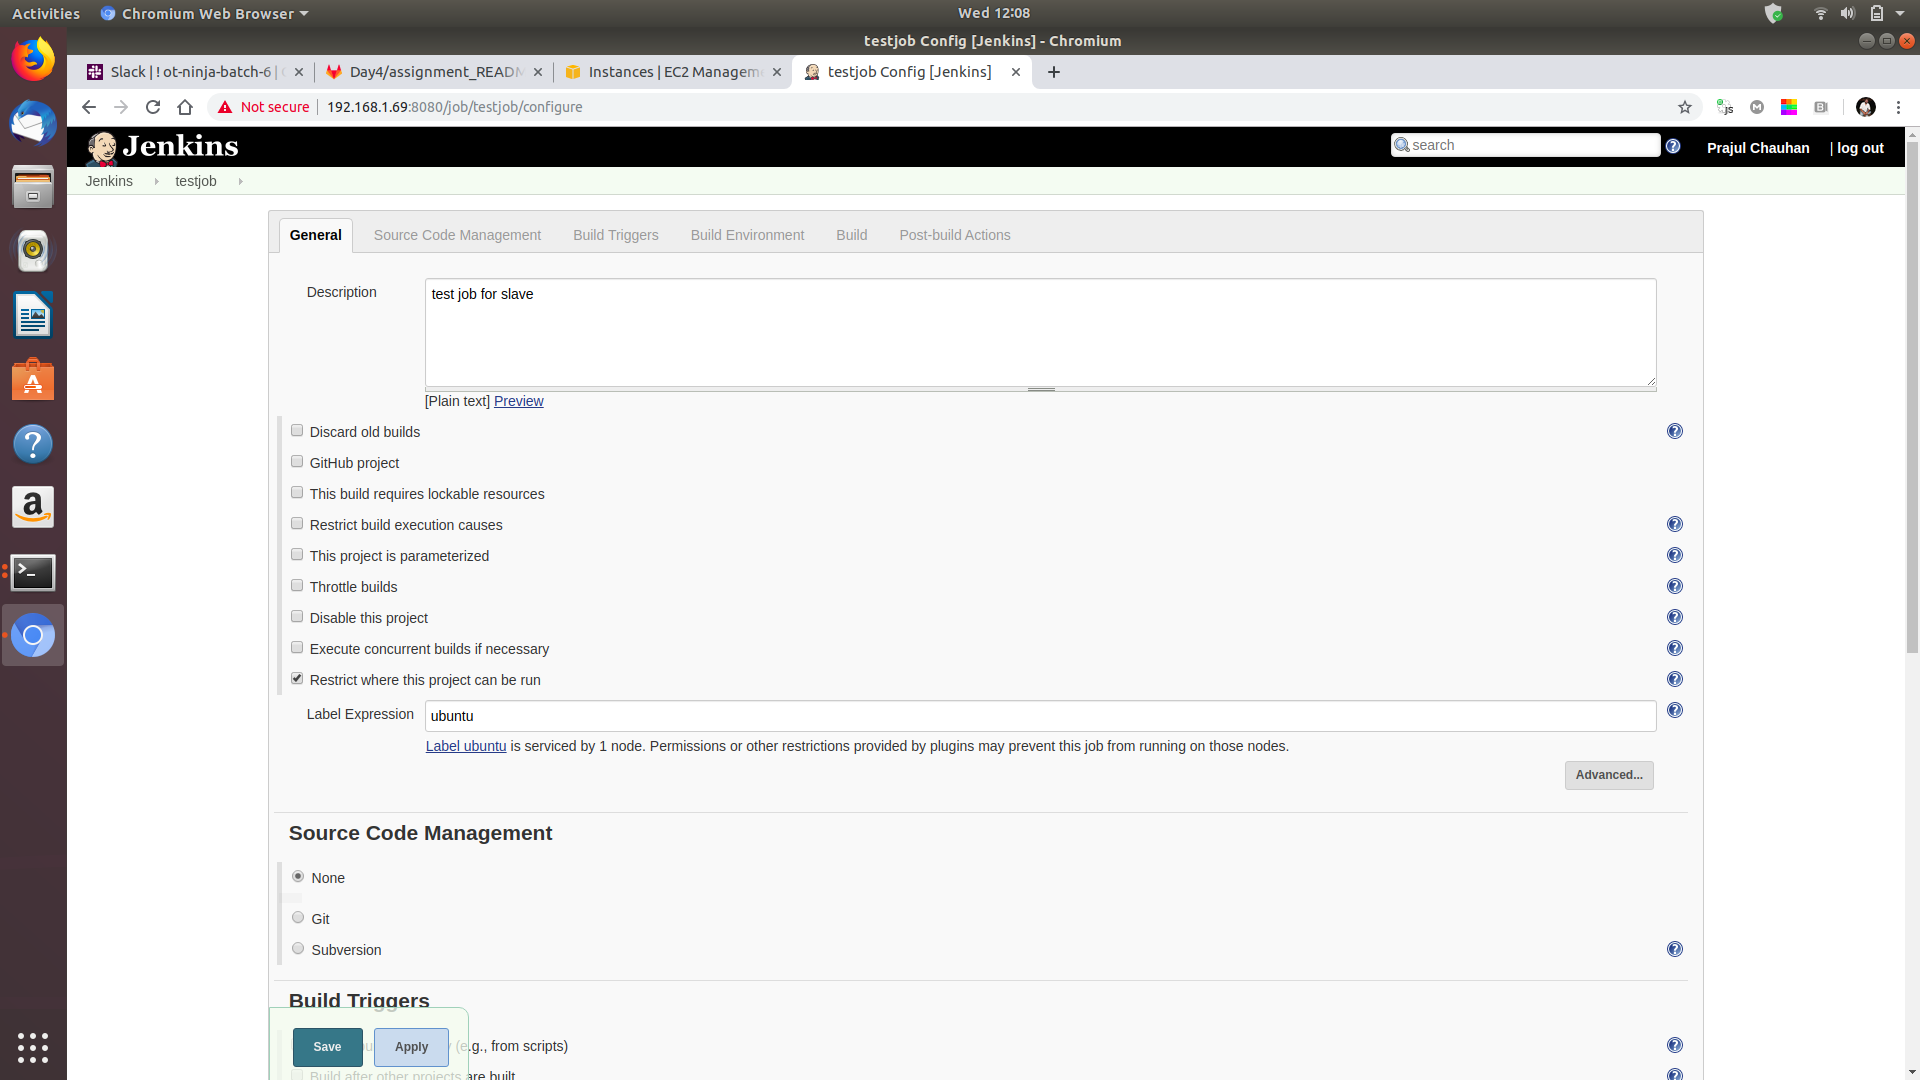 Activities Chromium Web Browser Wed 12:08
testjob Config [Jenkins] - Chromium
Slack | ! ot-ninja-batch-6 | Day4/assignment_READM Instances | EC2 Managem testjob Config [Jenkins]
Not secure 192.168.1.69:8080/job/testjob/configure
Jenkins search Prajul Chauhan | log out
Jenkins testjob
General Source Code Management Build Triggers Build Environment Build Post-build Actions
Description test job for slave
[Plain text] Preview
Discard old builds
GitHub project
This build requires lockable resources
Restrict build execution causes
This project is parameterized
Throttle builds
Disable this project
Execute concurrent builds if necessary
Restrict where this project can be run
Label Expression ubuntu
Label ubuntu is serviced by 1 node. Permissions or other restrictions provided by plugins may prevent this job from running on those nodes.
Advanced...
Source Code Management
None
Git
Subversion
Build Triggers
Save Apply (e.g., from scripts)
Build after other projects are built